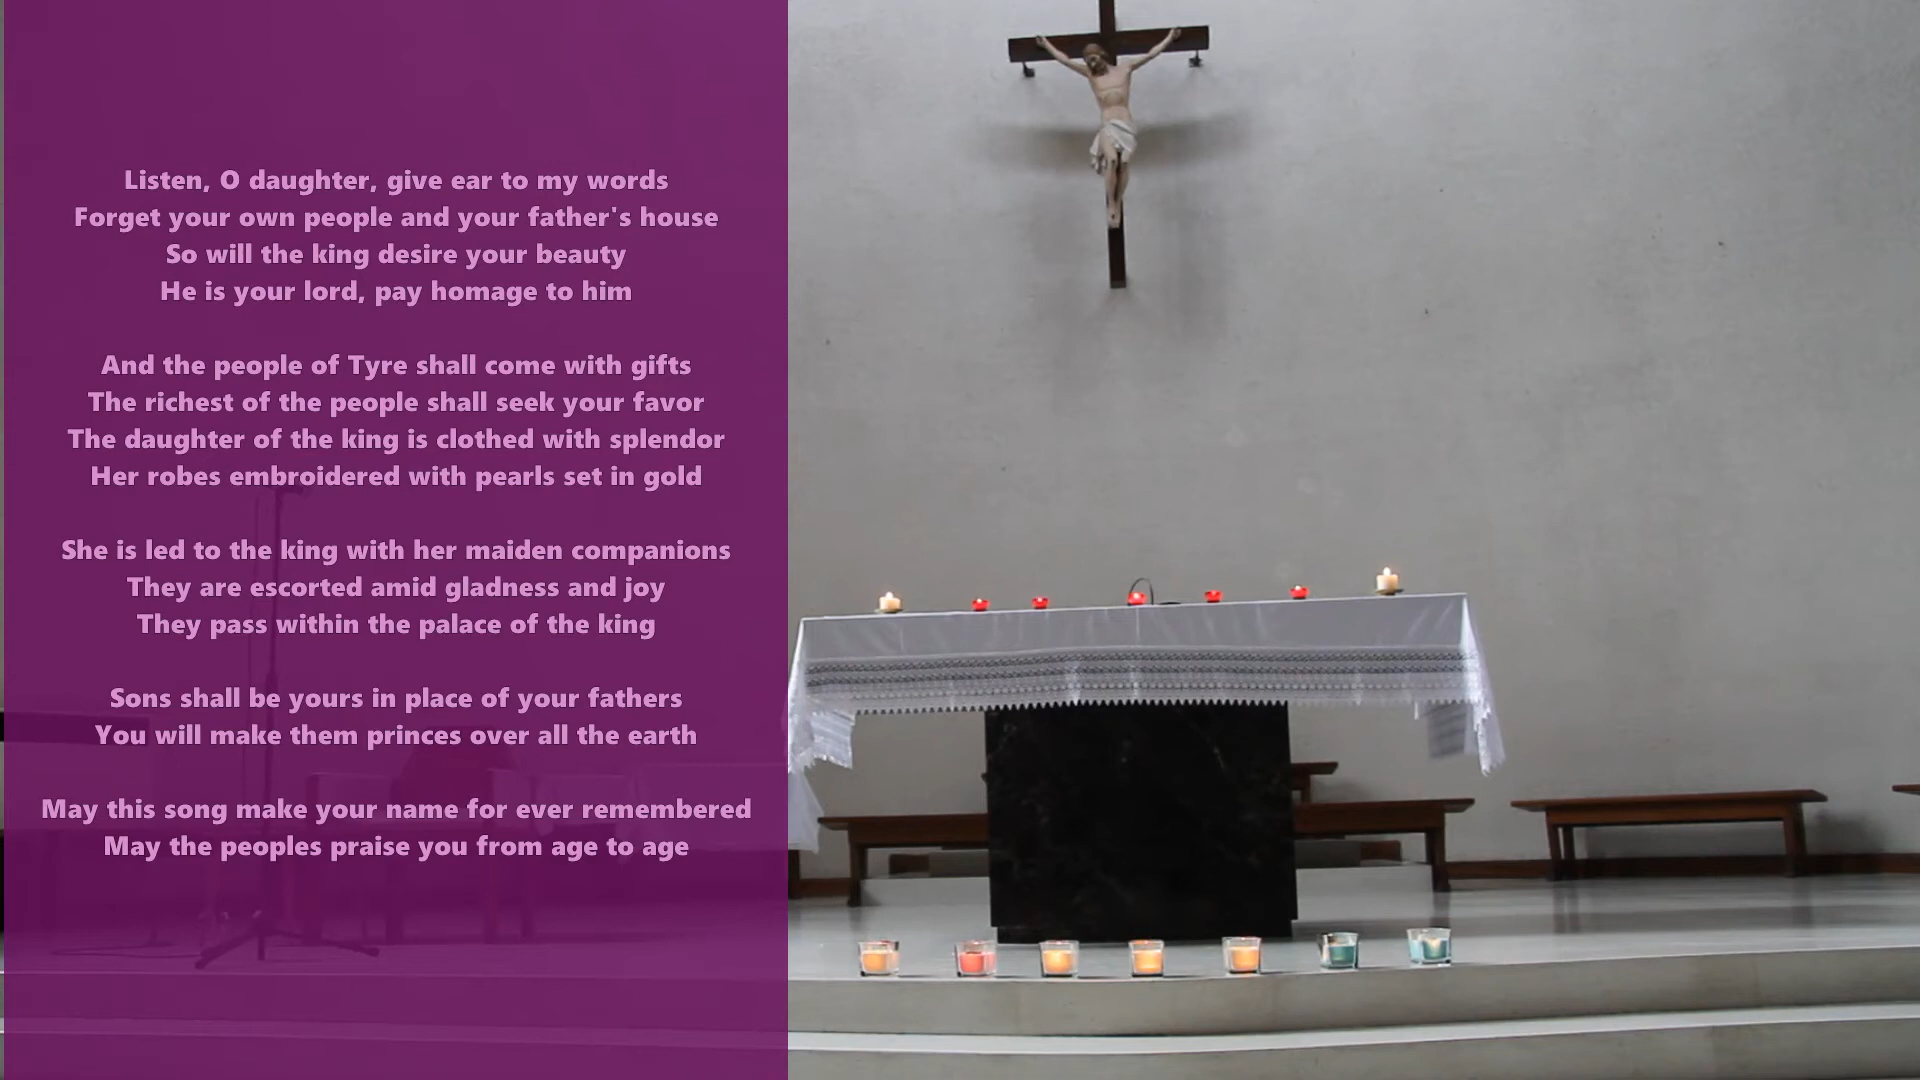 Listen, O daughter, give ear to my words
Forget your own people and your father's house
So will the king desire your beauty
He is your lord, pay homage to him
And the people of Tyre shall come with gifts
The richest of the people shall seek your favor
The daughter of the king is clothed with splendor
Her robes embroidered with pearls set in gold
She is led to the king with her maiden companions
They are escorted amid gladness and joy
They pass within the palace of the king
Sons shall be yours in place of your fathers
You will make them princes over all the earth
May this song make your name for ever remembered
May the peoples praise you from age to age